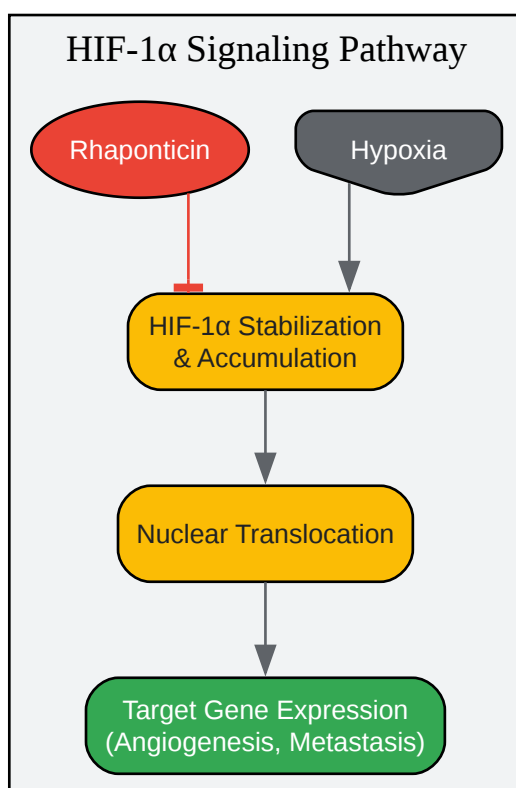 HIF-1α Signaling Pathway
Rhaponticin
Hypoxia
HIF-1α Stabilization
& Accumulation
Nuclear Translocation
Target Gene Expression
(Angiogenesis, Metastasis)